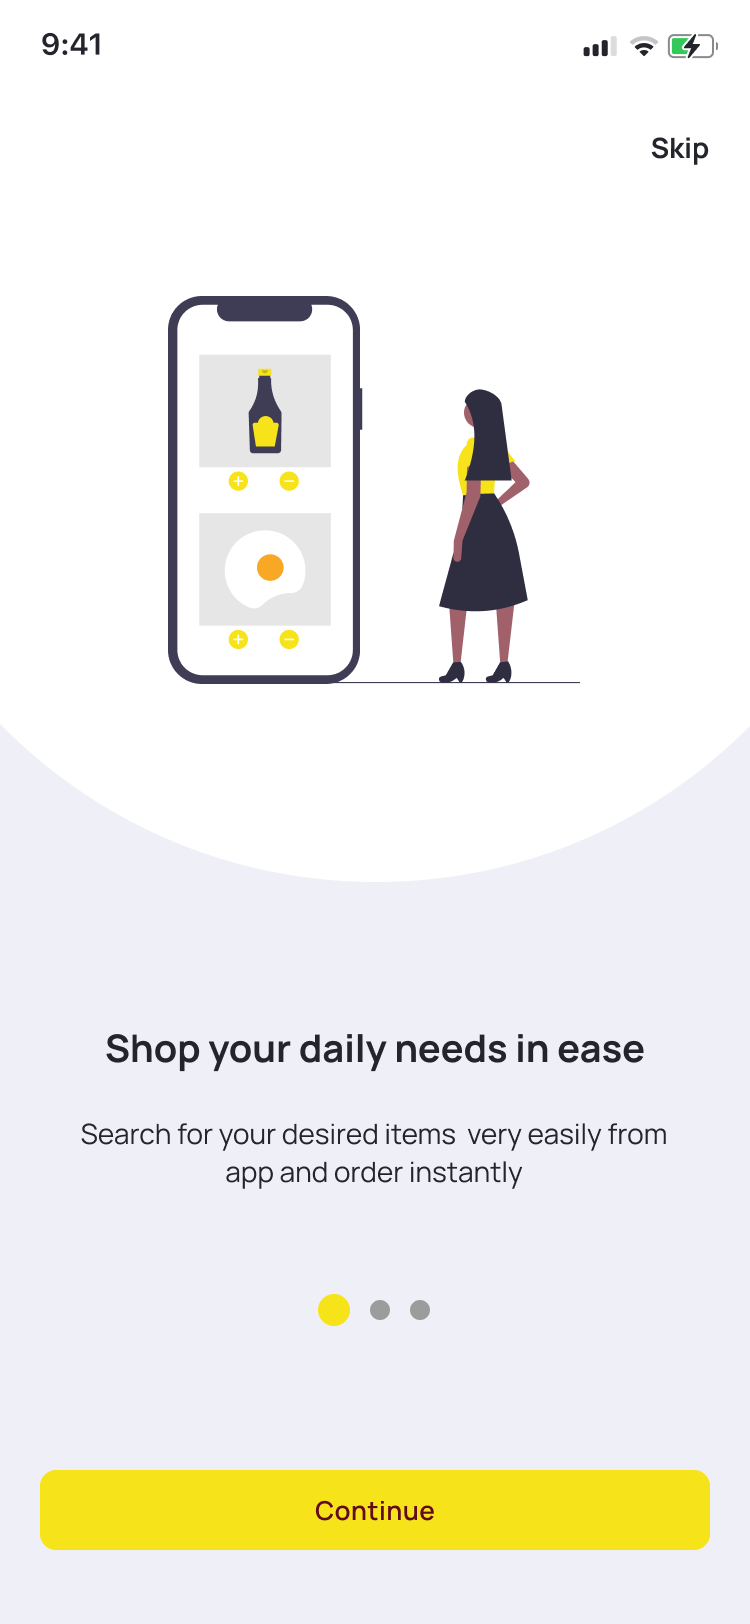 9:41
Skip
Shop your daily needs in ease
Search for your desired items  very easily from
app and order instantly
Continue